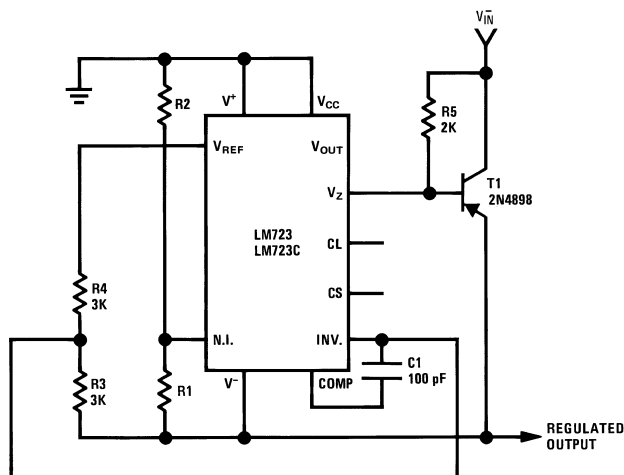 V⁻IN
V⁺
VCC
R2
R5
2K
VREF
VOUT
T1
2N4898
VZ
LM723
LM723C
CL
R4
3K
CS
N.I.
INV.
C1
100 pF
R3
3K
R1
V⁻
COMP
REGULATED
OUTPUT